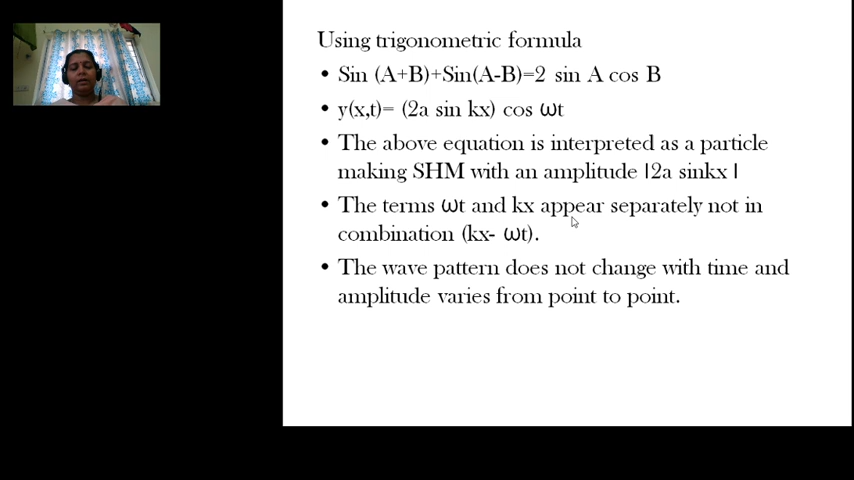 Using trigonometric formula
• Sin (A+B)+Sin(A-B)=2 sin A cos B
• y(x,t)= (2a sin kx) cos ωt
• The above equation is interpreted as a particle
making SHM with an amplitude |2a sinkx |
• The terms ωt and kx appear separately not in
combination (kx- ωt).
• The wave pattern does not change with time and
amplitude varies from point to point.